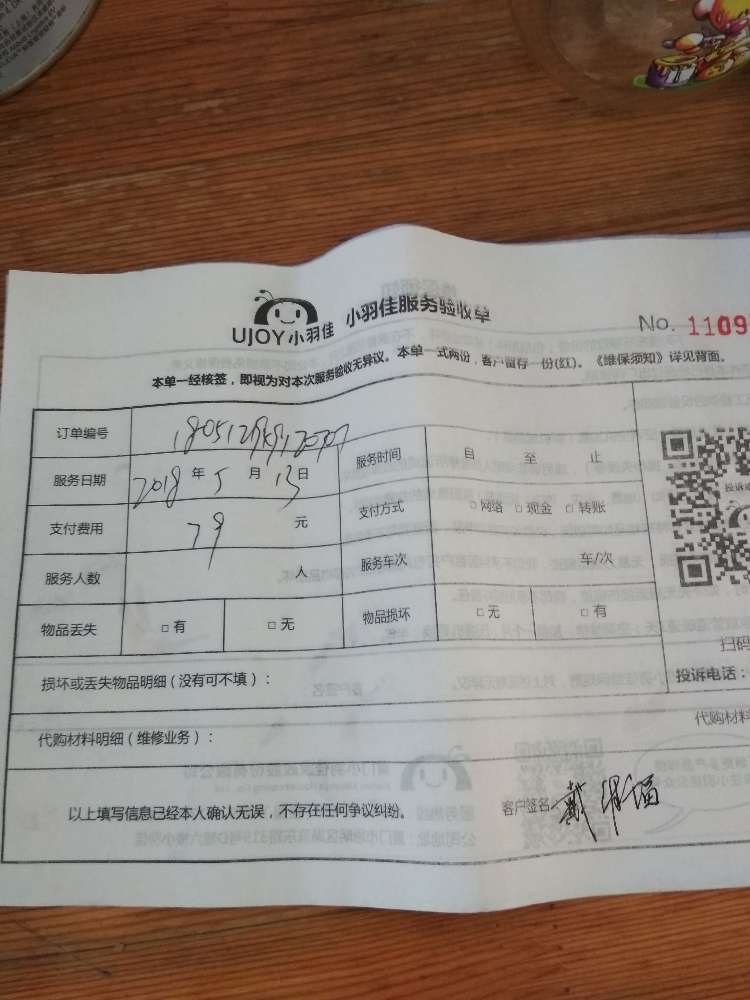 UJOY小羽佳 小羽佳服务验收单
No. 1109
本单一经核签，即视为对本次服务验收无异议。本单一式两份，客户留存一份(红)。《维保须知》详见背面。
订单编号
服务日期 2018 年 5 月 13 日 服务时间 自 至 止
支付费用 79 元 支付方式 □网络 □现金 □转账
服务人数 人 服务车次 车/次
物品丢失 □有 □无 物品损坏 □无 □有
扫码
损坏或丢失物品明细（没有可不填）： 投诉电话：
代购材料明细（维修业务）： 代购材料
以上填写信息已经本人确认无误，不存在任何争议纠纷。 客户签名